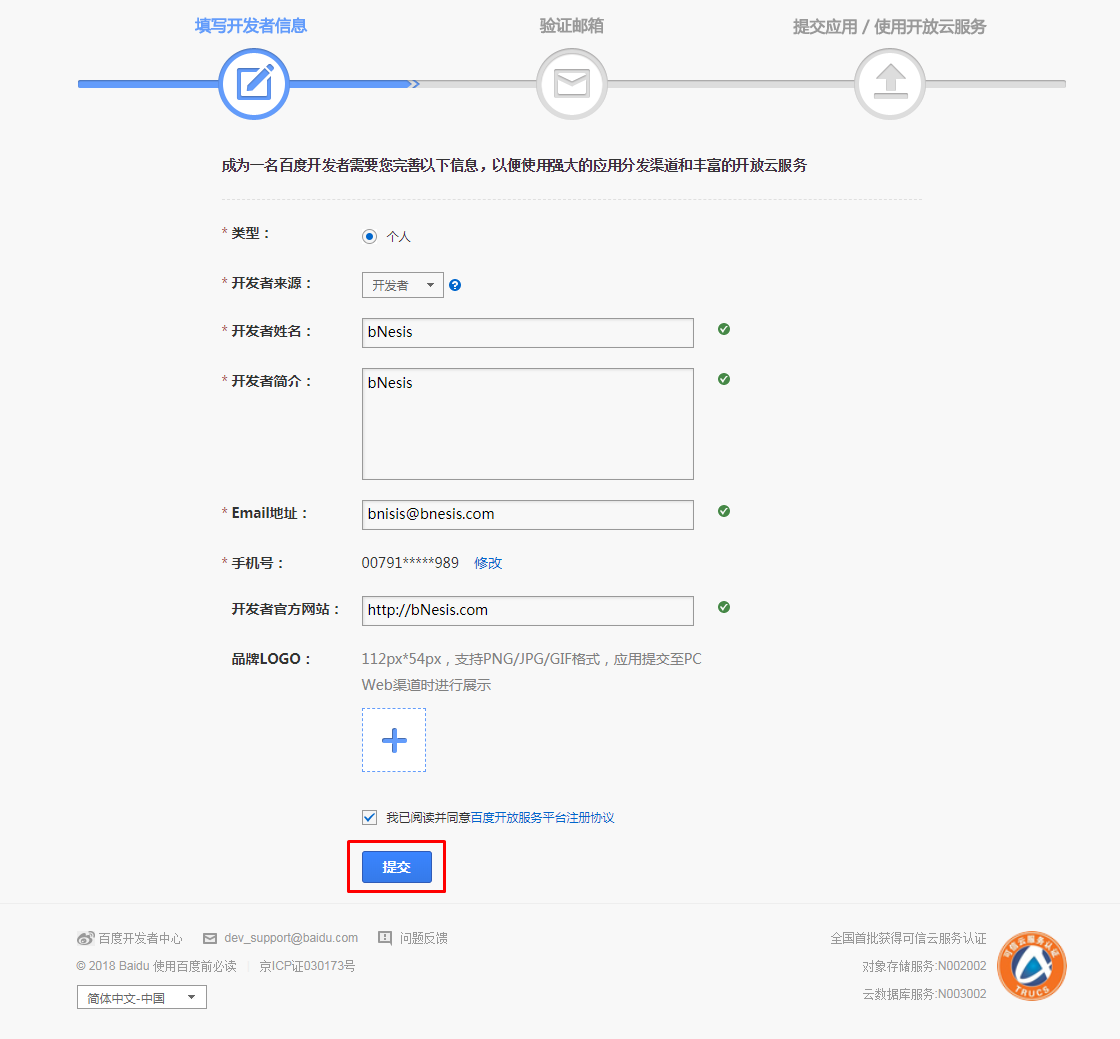 填写开发者信息
验证邮箱
提交应用 / 使用开放云服务
成为一名百度开发者需要您完善以下信息，以便使用强大的应用分发渠道和丰富的开放云服务
* 类型： 个人
* 开发者来源： 开发者
* 开发者姓名： bNesis
* 开发者简介： bNesis
* Email地址： bnisis@bnesis.com
* 手机号： 00791*****989 修改
开发者官方网站： http://bNesis.com
品牌LOGO： 112px*54px，支持PNG/JPG/GIF格式，应用提交至PC
Web渠道时进行展示
我已阅读并同意百度开放服务平台注册协议
提交
百度开发者中心 dev_support@baidu.com 问题反馈
© 2018 Baidu 使用百度前必读 京ICP证030173号
简体中文-中国
全国首批获得可信云服务认证
对象存储服务:N002002
云数据库服务:N003002
可信云服务认证
TRUCS